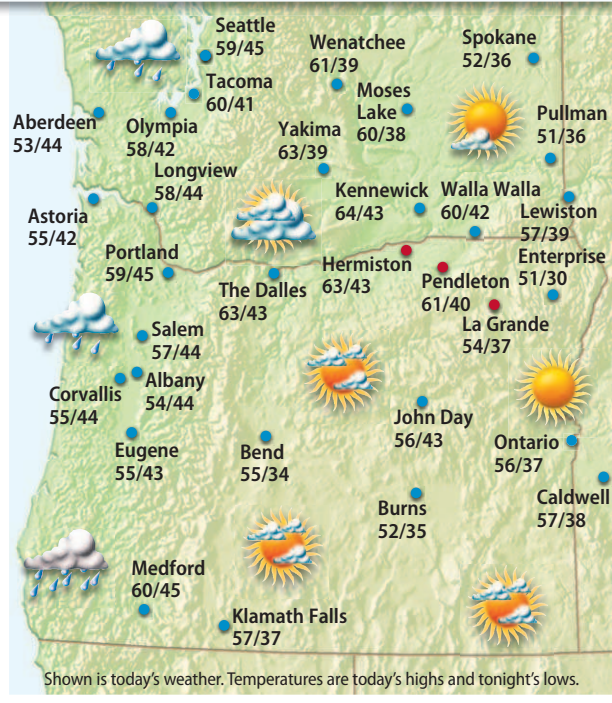 Seattle
59/45
Wenatchee
61/39
Spokane
52/36
Tacoma
60/41
Moses
Lake
60/38
Aberdeen
53/44
Olympia
58/42
Yakima
63/39
Pullman
51/36
Longview
58/44
Kennewick
64/43
Walla Walla
60/42
Lewiston
57/39
Astoria
55/42
Portland
59/45
The Dalles
63/43
Hermiston
63/43
Pendleton
61/40
Enterprise
51/30
La Grande
54/37
Salem
57/44
Albany
54/44
Corvallis
55/44
John Day
56/43
Ontario
56/37
Eugene
55/43
Bend
55/34
Caldwell
57/38
Burns
52/35
Medford
60/45
Klamath Falls
57/37
Shown is today's weather. Temperatures are today's highs and tonight's lows.